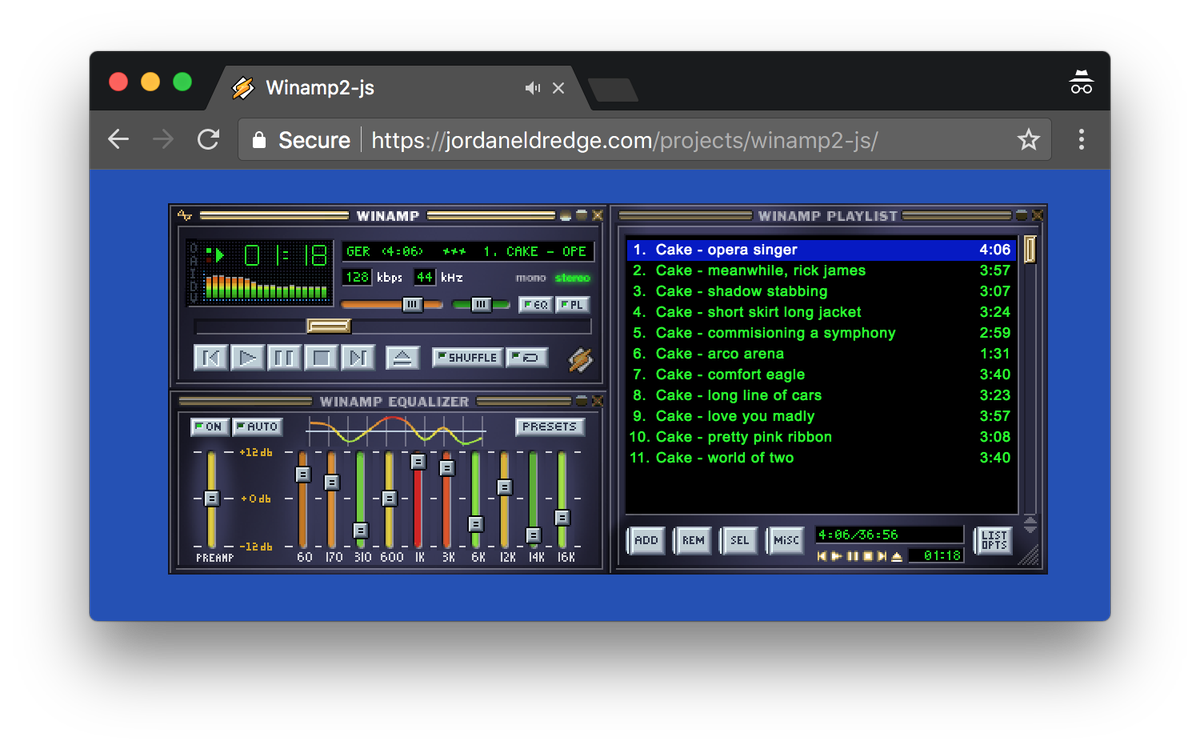 Winamp2-js
Secure https://jordaneldredge.com/projects/winamp2-js/
WINAMP
OAIDV
01:18
GER (4:06) *** 1. CAKE - OPE
128 kbps 44 kHz mono stereo
EQ PL
SHUFFLE
WINAMP EQUALIZER
ON AUTO PRESETS
+12db
+0db
-12db
PREAMP 60 170 310 600 1K 3K 6K 12K 14K 16K
WINAMP PLAYLIST
1. Cake - opera singer 4:06
2. Cake - meanwhile, rick james 3:57
3. Cake - shadow stabbing 3:07
4. Cake - short skirt long jacket 3:24
5. Cake - commisioning a symphony 2:59
6. Cake - arco arena 1:31
7. Cake - comfort eagle 3:40
8. Cake - long line of cars 3:23
9. Cake - love you madly 3:57
10. Cake - pretty pink ribbon 3:08
11. Cake - world of two 3:40
ADD REM SEL MISC
4:06/36:56
01:18
LIST
OPTS